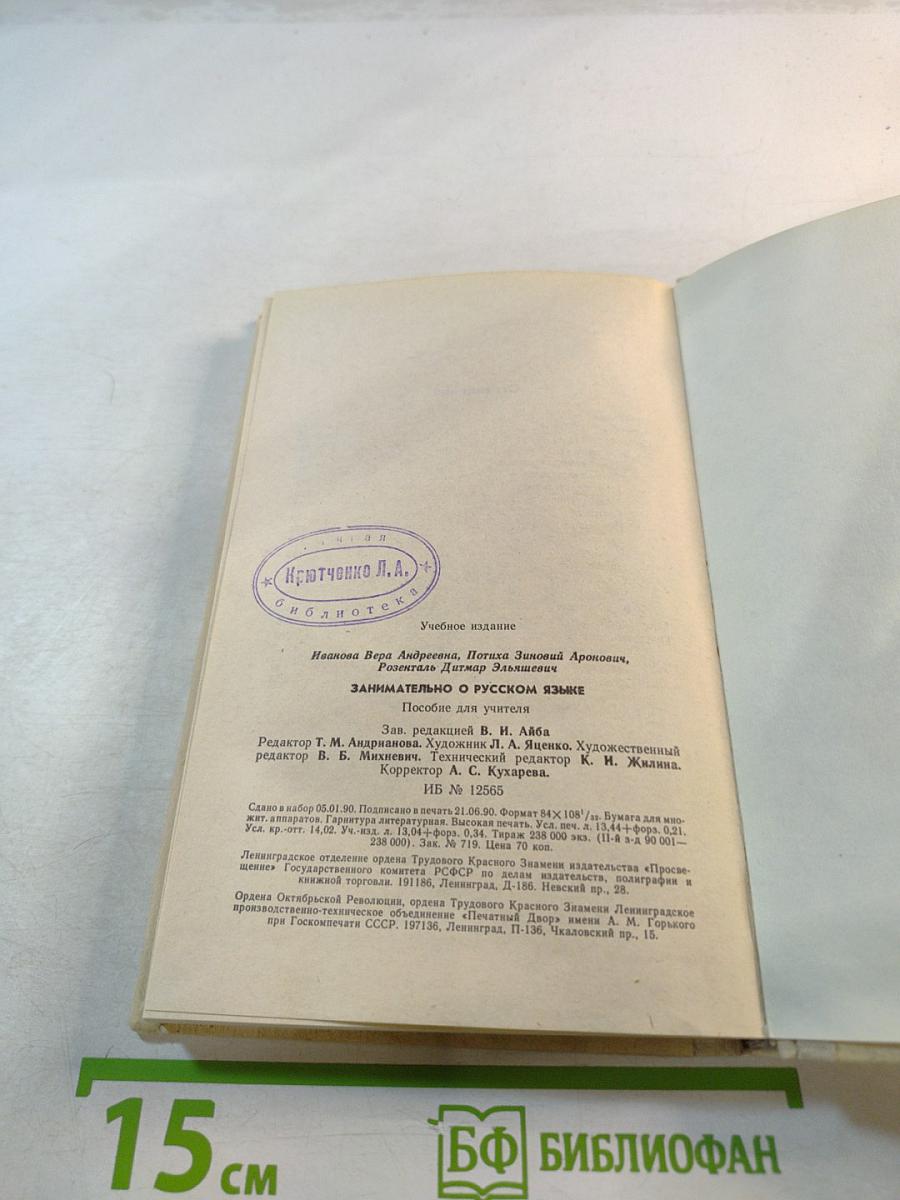 Крютченко Л. А.
библиотека
Учебное издание
Иванова Вера Андреевна, Потиха Зиновий Аронович,
Розенталь Дитмар Эльяшевич
ЗАНИМАТЕЛЬНО О РУССКОМ ЯЗЫКЕ
Пособие для учителя
Зав. редакцией В. И. Айба
Редактор Т. М. Андрианова. Художник Л. А. Яценко. Художественный
редактор В. Б. Михневич. Технический редактор К. И. Жилина.
Корректор А. С. Кухарева.
ИБ № 12565
Сдано в набор 05.01.90. Подписано в печать 21.06.90. Формат 84×108¹/₃₂. Бумага для мно-
жит. аппаратов. Гарнитура литературная. Высокая печать. Усл. печ. л. 13,44+форз. 0,21.
Усл. кр.-отт. 14,02. Уч.-изд. л. 13,04+форз. 0,34. Тираж 238 000 экз. (II-й з-д 90 001—
238 000). Зак. № 719. Цена 70 коп.
Ленинградское отделение ордена Трудового Красного Знамени издательства «Просве-
щение» Государственного комитета РСФСР по делам издательств, полиграфии и
книжной торговли. 191186, Ленинград, Д-186. Невский пр., 28.
Ордена Октябрьской Революции, ордена Трудового Красного Знамени Ленинградское
производственно-техническое объединение «Печатный Двор» имени А. М. Горького
при Госкомпечати СССР. 197136, Ленинград, П-136, Чкаловский пр., 15.
15 см
БФ БИБЛИОФАН